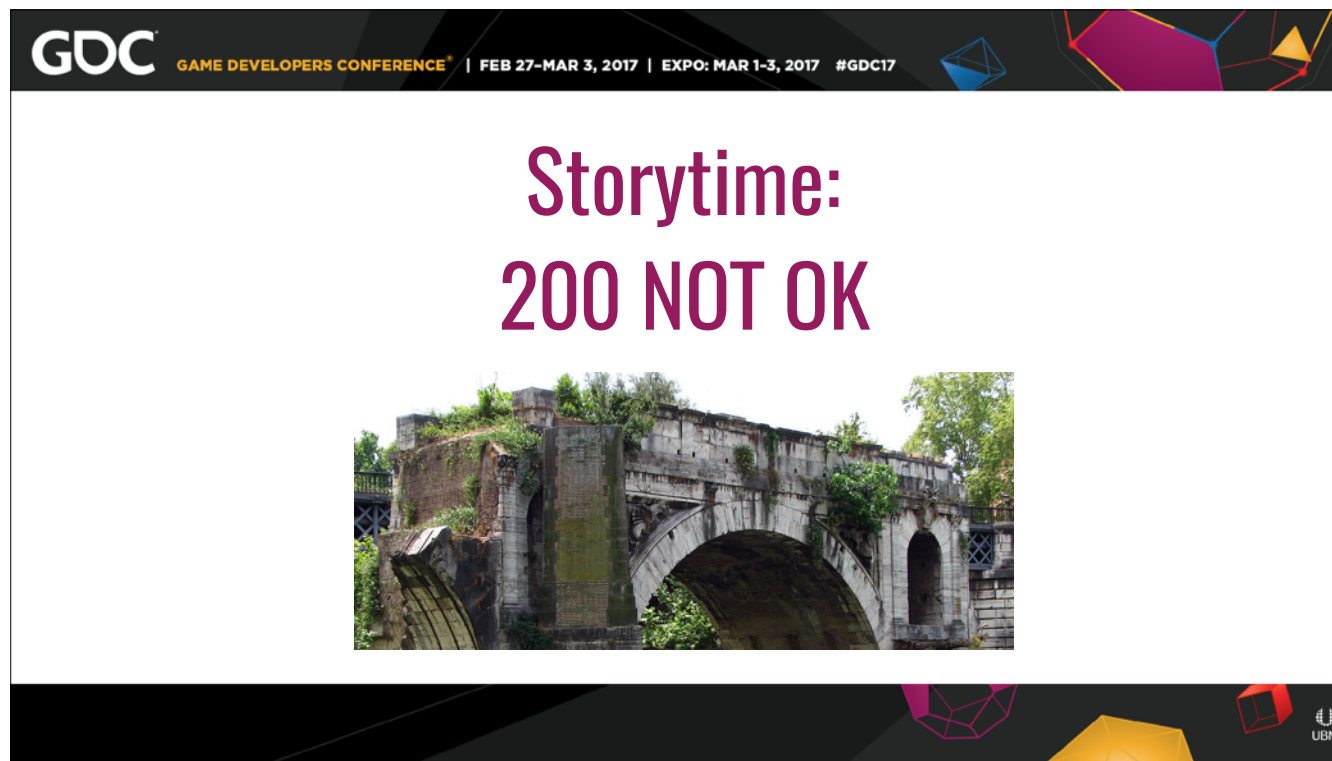 GDC GAME DEVELOPERS CONFERENCE® | FEB 27–MAR 3, 2017 | EXPO: MAR 1–3, 2017 #GDC17
Storytime:
200 NOT OK